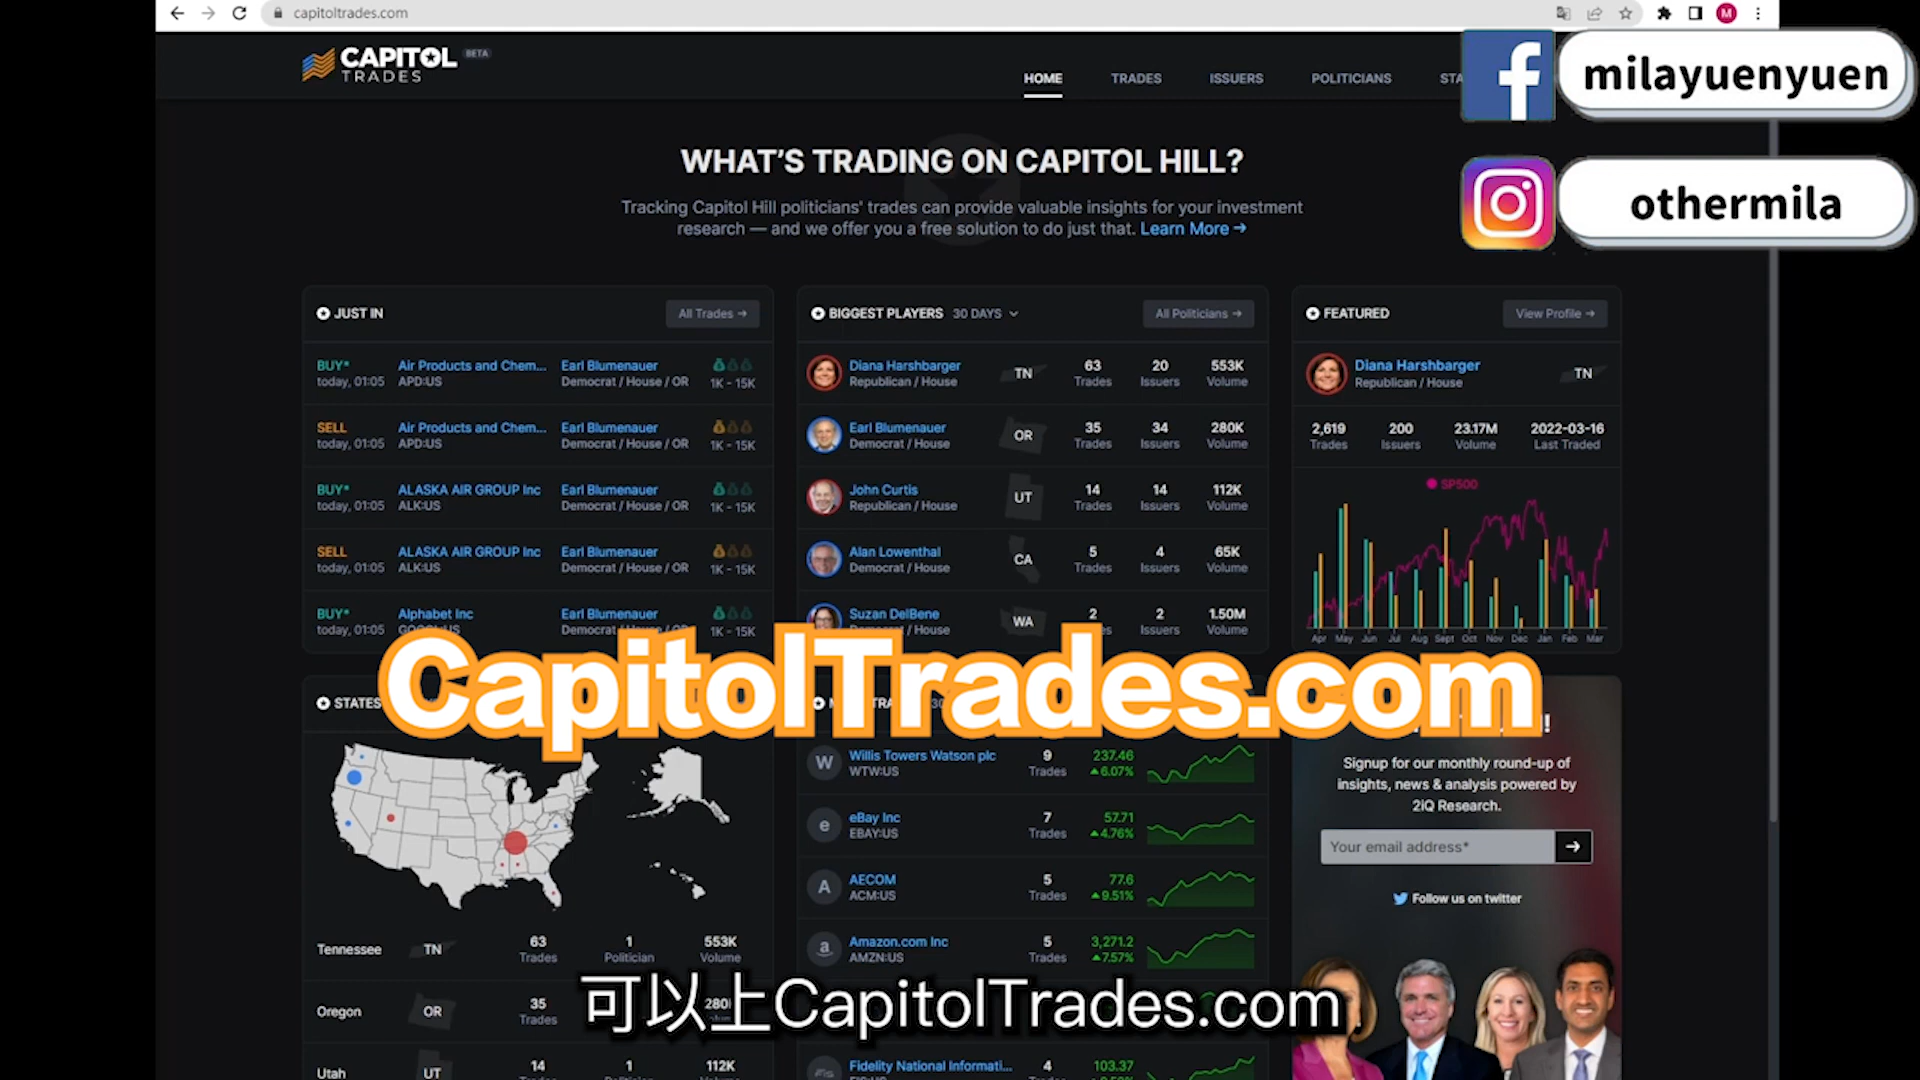 capitoltrades.com
M
CAPITOL
TRADES
BETA
HOME
TRADES
ISSUERS
POLITICIANS
STA
milayuenyuen
othermila
WHAT'S TRADING ON CAPITOL HILL?
Tracking Capitol Hill politicians' trades can provide valuable insights for your investment
research — and we offer you a free solution to do just that. Learn More →
JUST IN
All Trades →
BUY* Air Products and Chem... Earl Blumenauer
today, 01:05 APD:US Democrat / House / OR 1K - 15K
SELL Air Products and Chem... Earl Blumenauer
today, 01:05 APD:US Democrat / House / OR 1K - 15K
BUY* ALASKA AIR GROUP Inc Earl Blumenauer
today, 01:05 ALK:US Democrat / House / OR 1K - 15K
SELL ALASKA AIR GROUP Inc Earl Blumenauer
today, 01:05 ALK:US Democrat / House / OR 1K - 15K
BUY* Alphabet Inc Earl Blumenauer
today, 01:05 1K - 15K
BIGGEST PLAYERS 30 DAYS
All Politicians →
Diana Harshbarger TN 63 20 553K
Republican / House Trades Issuers Volume
Earl Blumenauer OR 35 34 280K
Democrat / House Trades Issuers Volume
John Curtis UT 14 14 112K
Republican / House Trades Issuers Volume
Alan Lowenthal CA 5 4 65K
Democrat / House Trades Issuers Volume
Suzan DelBene WA 2 2 1.50M
/ House Issuers Volume
FEATURED
View Profile →
Diana Harshbarger TN
Republican / House
2,619 200 23.17M 2022-03-16
Trades Issuers Volume Last Traded
SP500
Apr May Jun Jul Aug Sept Oct Nov Dec Jan Feb Mar
CapitolTrades.com
STATES
Tennessee TN 63 1 553K
Trades Politician Volume
Oregon OR 35 280
Trades
Utah UT 14 1 112K
Willis Towers Watson plc 9 237.46
W
WTW:US Trades 6.07%
eBay Inc 7 57.71
e
EBAY:US Trades 4.76%
AECOM 5 77.6
A
ACM:US Trades 9.51%
Amazon.com Inc 5 3,271.2
a
AMZN:US Trades 7.57%
Fidelity National Informati... 4 103.37
Signup for our monthly round-up of
insights, news & analysis powered by
2iQ Research.
Your email address*
Follow us on twitter
可以上CapitolTrades.com